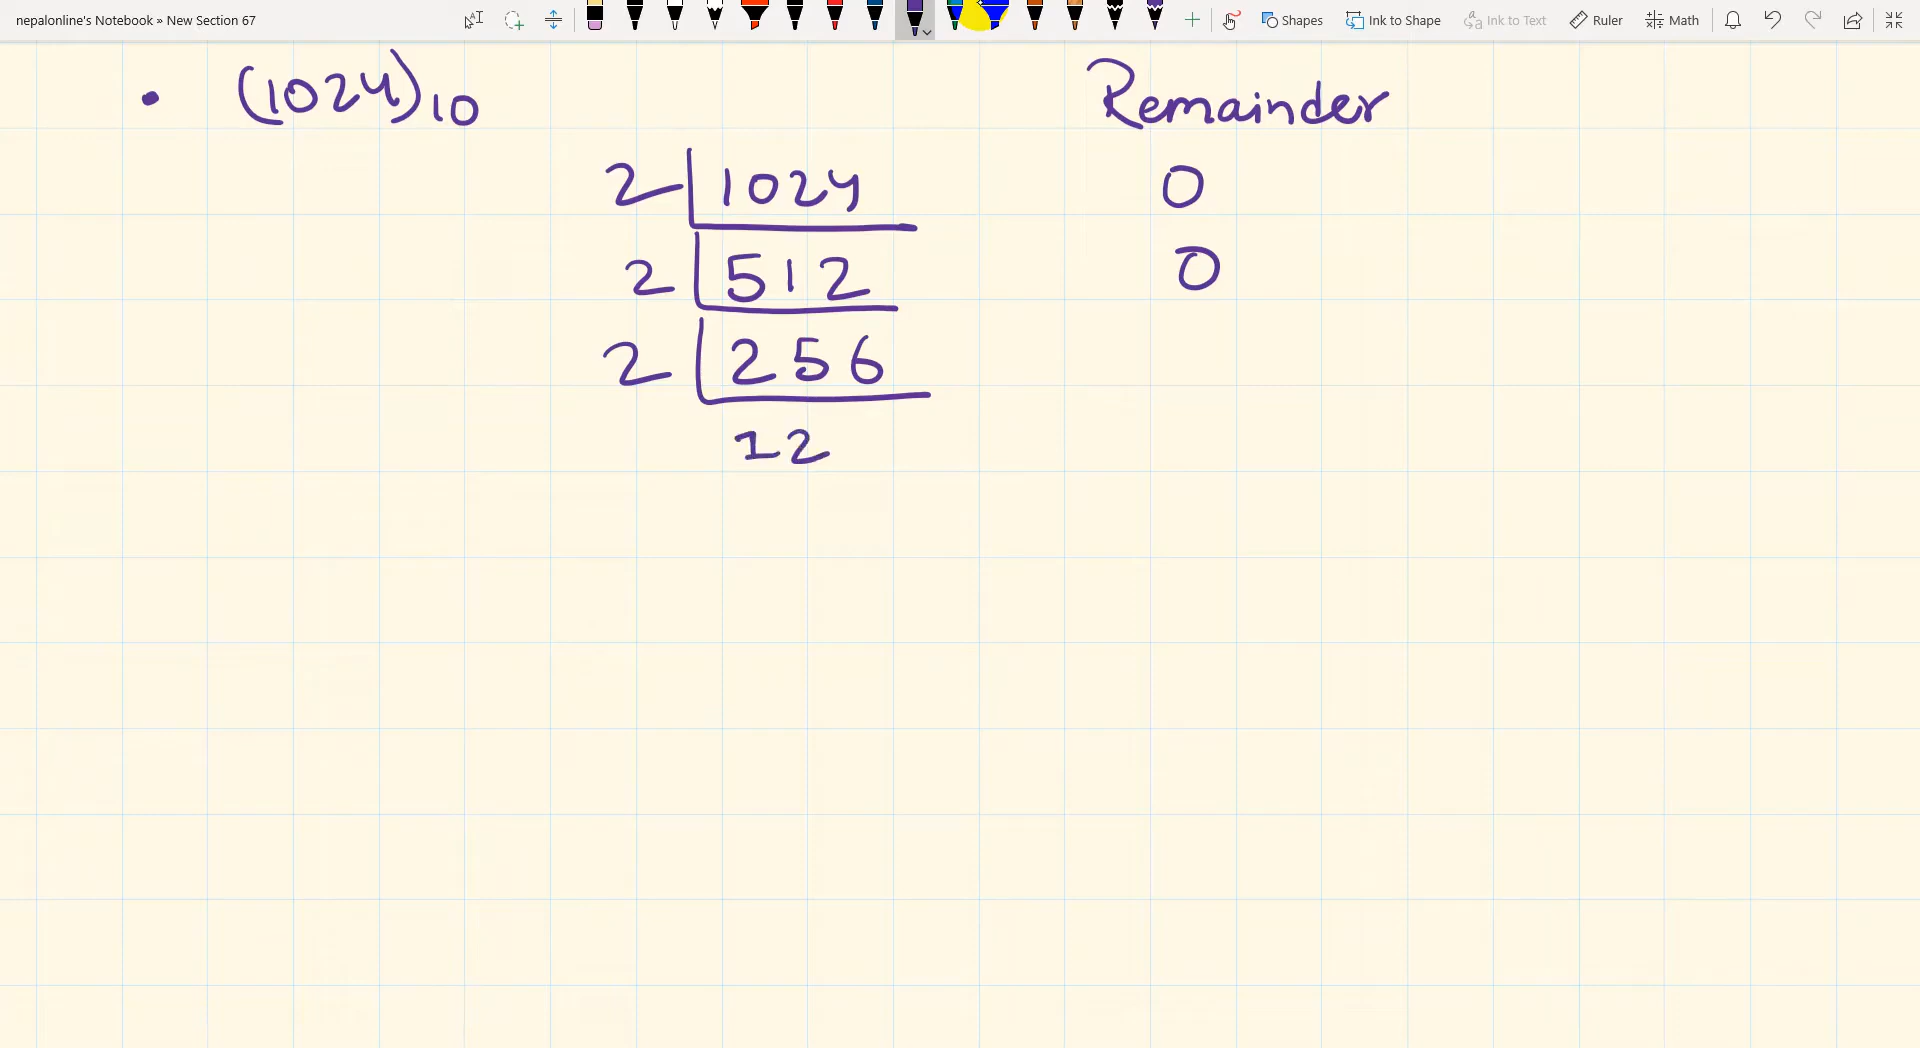 nepalonline's Notebook » New Section 67 Shapes Ink to Shape Ink to Text Ruler Math
• (1024)10 Remainder
2 1024 0
2 512 0
2 256
12